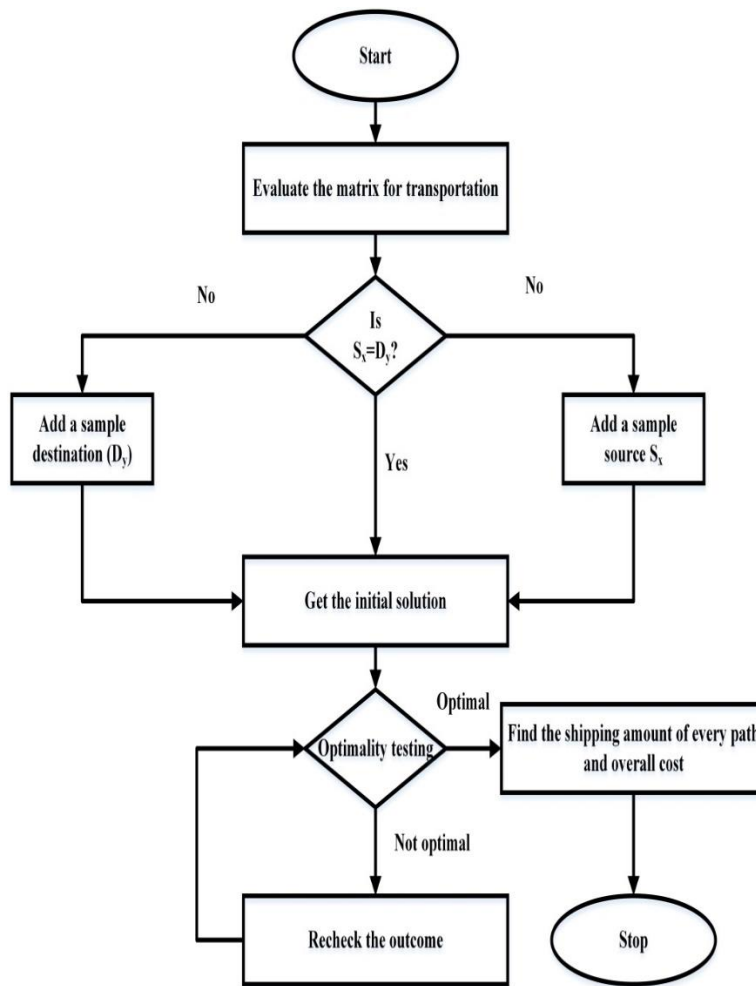 Start
Evaluate the matrix for transportation
No
No
Is
Sₓ=Dᵧ?
Add a sample
destination (Dᵧ)
Add a sample
source Sₓ
Yes
Get the initial solution
Optimal
Optimality testing
Find the shipping amount of every path
and overall cost
Not optimal
Recheck the outcome
Stop